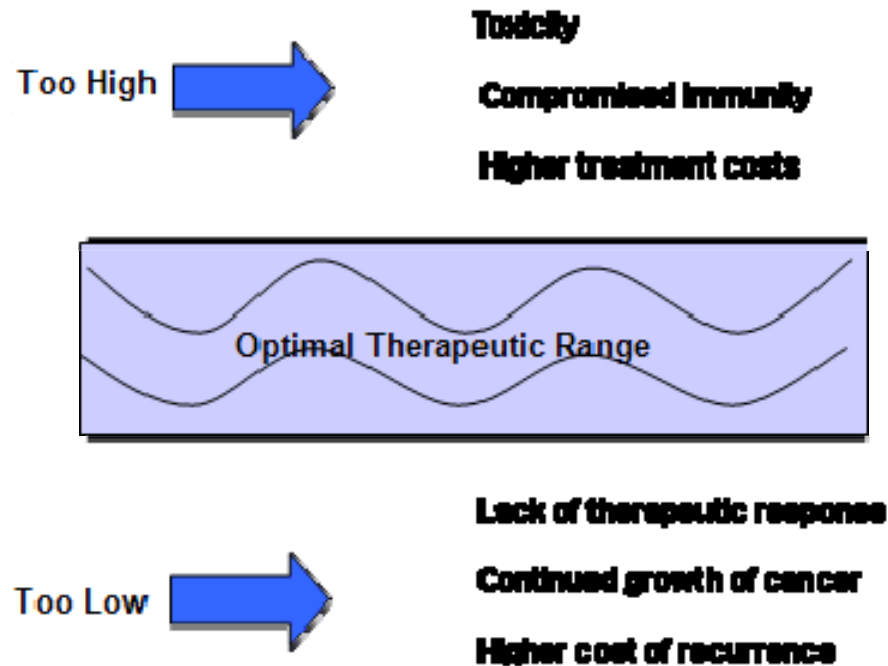 Too High
Toxicity
Compromised Immunity
Higher treatment costs
Optimal Therapeutic Range
Too Low
Lack of therapeutic response
Continued growth of cancer
Higher cost of recurrence